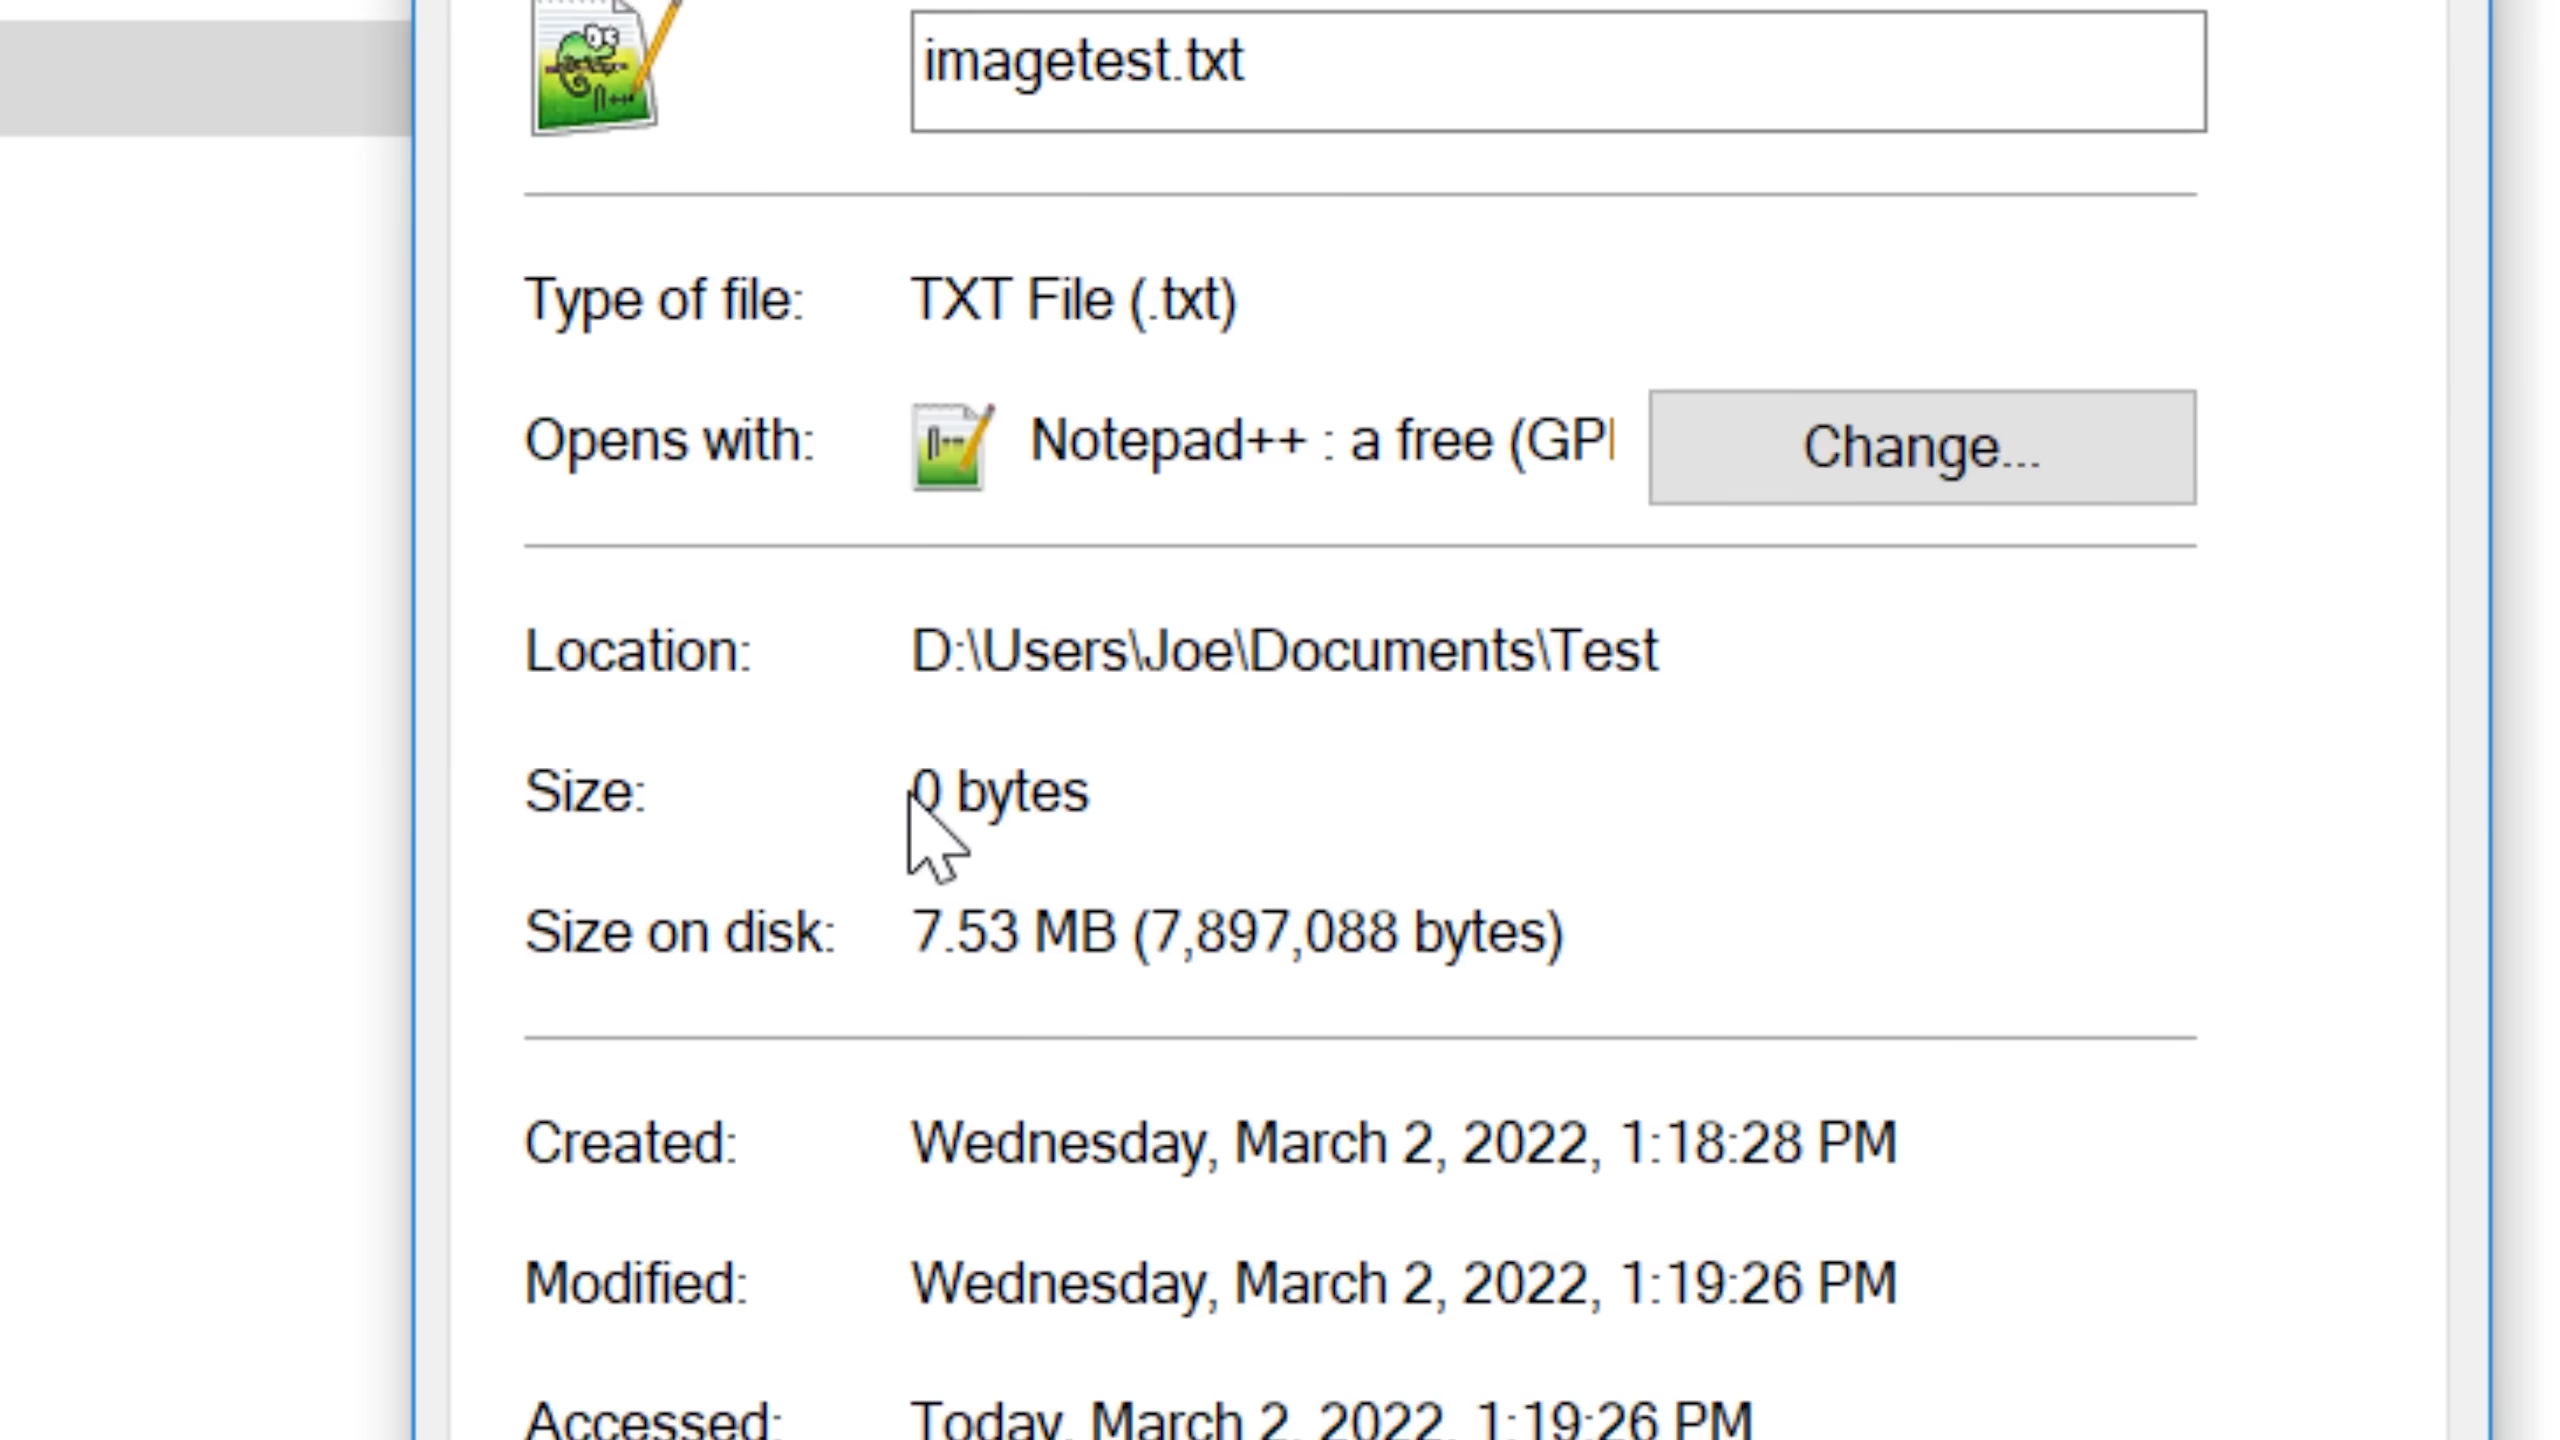 imagetest.txt
Type of file: TXT File (.txt)
Opens with: Notepad++ : a free (GPL Change...
Location: D:\Users\Joe\Documents\Test
Size: 0 bytes
Size on disk: 7.53 MB (7,897,088 bytes)
Created: Wednesday, March 2, 2022, 1:18:28 PM
Modified: Wednesday, March 2, 2022, 1:19:26 PM
Accessed: Today, March 2, 2022, 1:19:26 PM